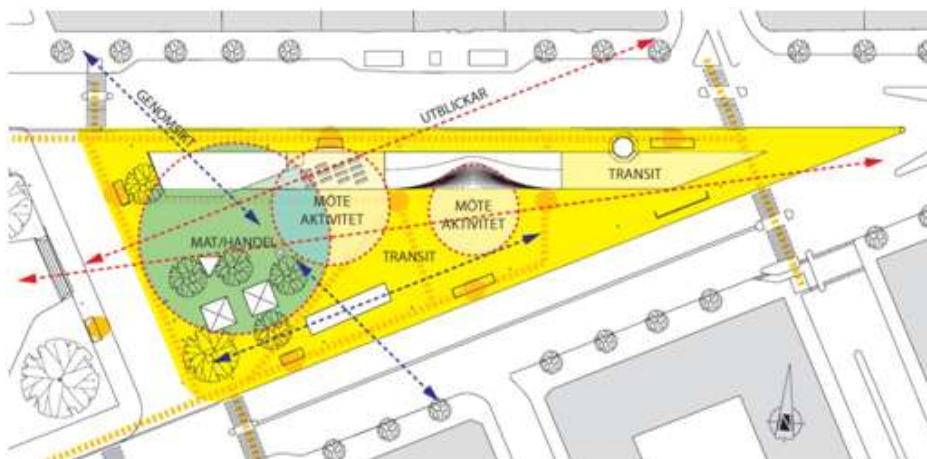 GENOMSIKT
UTBLICKAR
TRANSIT
MÖTE
AKTIVITET
MÖTE
AKTIVITET
MAT/HANDEL
TRANSIT